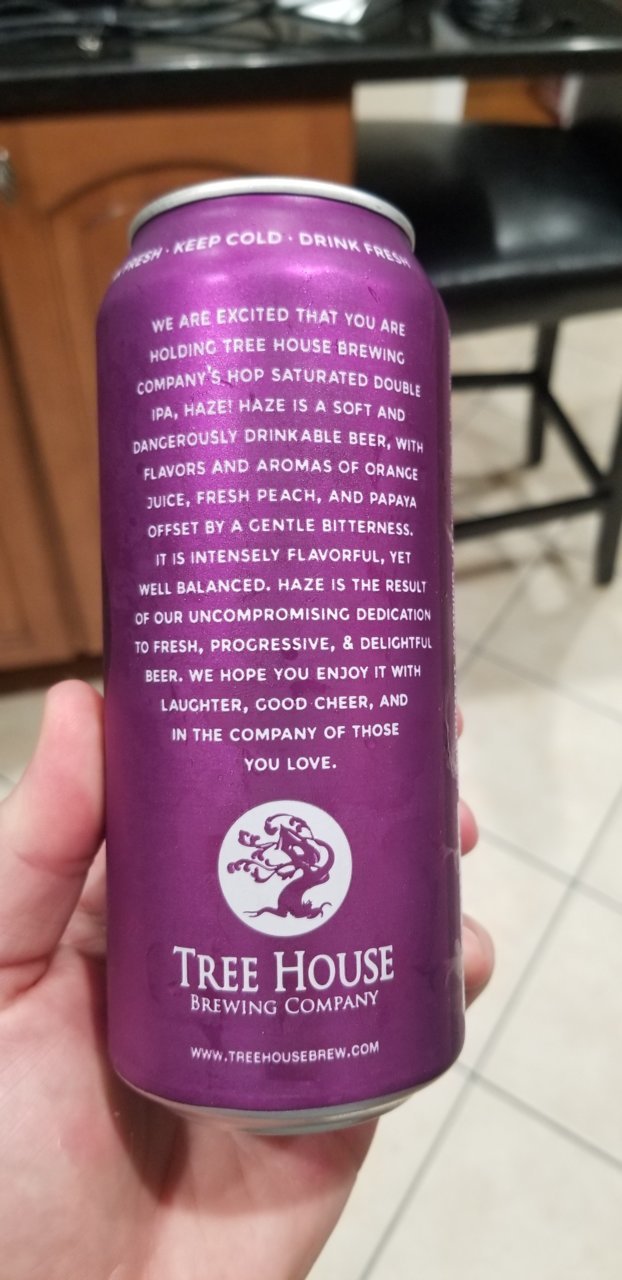 FRESH · KEEP COLD · DRINK FRESH
WE ARE EXCITED THAT YOU ARE
HOLDING TREE HOUSE BREWING
COMPANY'S HOP SATURATED DOUBLE
IPA, HAZE! HAZE IS A SOFT AND
DANGEROUSLY DRINKABLE BEER, WITH
FLAVORS AND AROMAS OF ORANGE
JUICE, FRESH PEACH, AND PAPAYA
OFFSET BY A GENTLE BITTERNESS.
IT IS INTENSELY FLAVORFUL, YET
WELL BALANCED. HAZE IS THE RESULT
OF OUR UNCOMPROMISING DEDICATION
TO FRESH, PROGRESSIVE, & DELIGHTFUL
BEER. WE HOPE YOU ENJOY IT WITH
LAUGHTER, GOOD CHEER, AND
IN THE COMPANY OF THOSE
YOU LOVE.
TREE HOUSE
BREWING COMPANY
WWW.TREEHOUSEBREW.COM